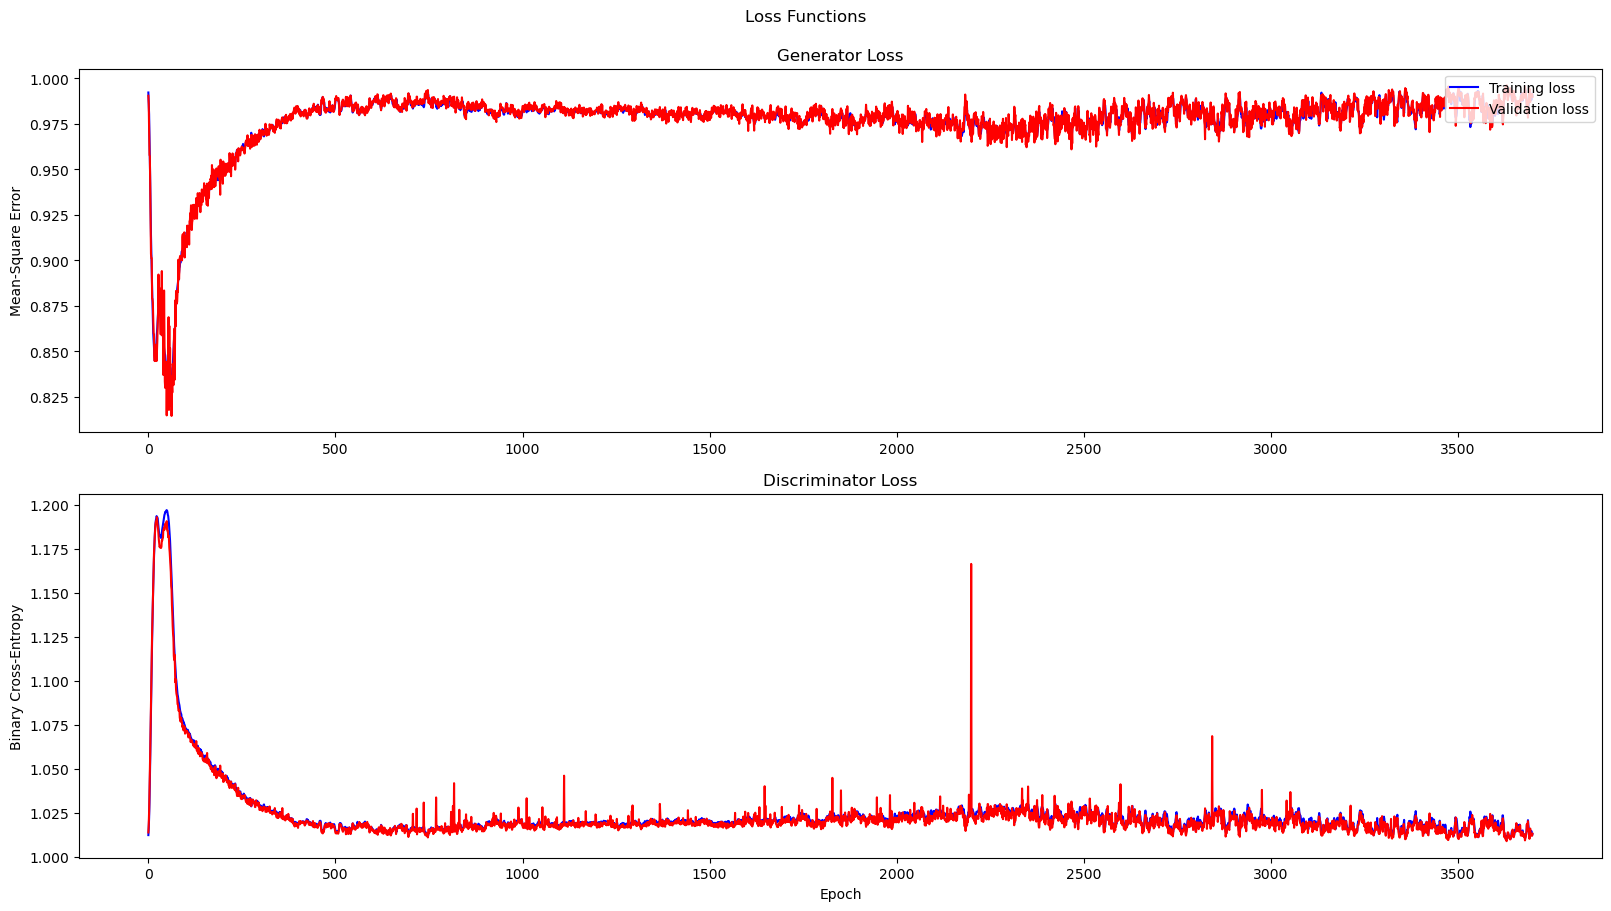 Loss Functions
Generator Loss
Mean-Square Error
1.000
0.975
0.950
0.925
0.900
0.875
0.850
0.825
Training loss
Validation loss
0 500 1000 1500 2000 2500 3000 3500
Discriminator Loss
Binary Cross-Entropy
1.200
1.175
1.150
1.125
1.100
1.075
1.050
1.025
1.000
0 500 1000 1500 2000 2500 3000 3500
Epoch